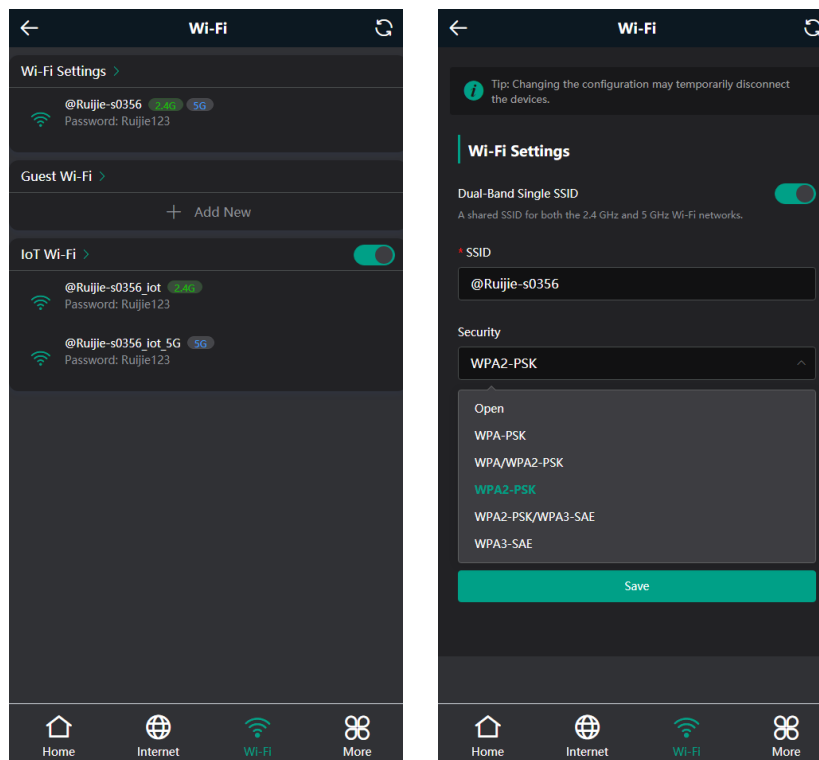 Wi-Fi
Wi-Fi Settings >
@Ruijie-s0356 2.4G 5G
Password: Ruijie123
Guest Wi-Fi >
+ Add New
IoT Wi-Fi >
@Ruijie-s0356_iot 2.4G
Password: Ruijie123
@Ruijie-s0356_iot_5G 5G
Password: Ruijie123
Home Internet Wi-Fi More
Wi-Fi
Tip: Changing the configuration may temporarily disconnect
the devices.
Wi-Fi Settings
Dual-Band Single SSID
A shared SSID for both the 2.4 GHz and 5 GHz Wi-Fi networks.
* SSID
@Ruijie-s0356
Security
WPA2-PSK
Open
WPA-PSK
WPA/WPA2-PSK
WPA2-PSK
WPA2-PSK/WPA3-SAE
WPA3-SAE
Save
Home Internet Wi-Fi More